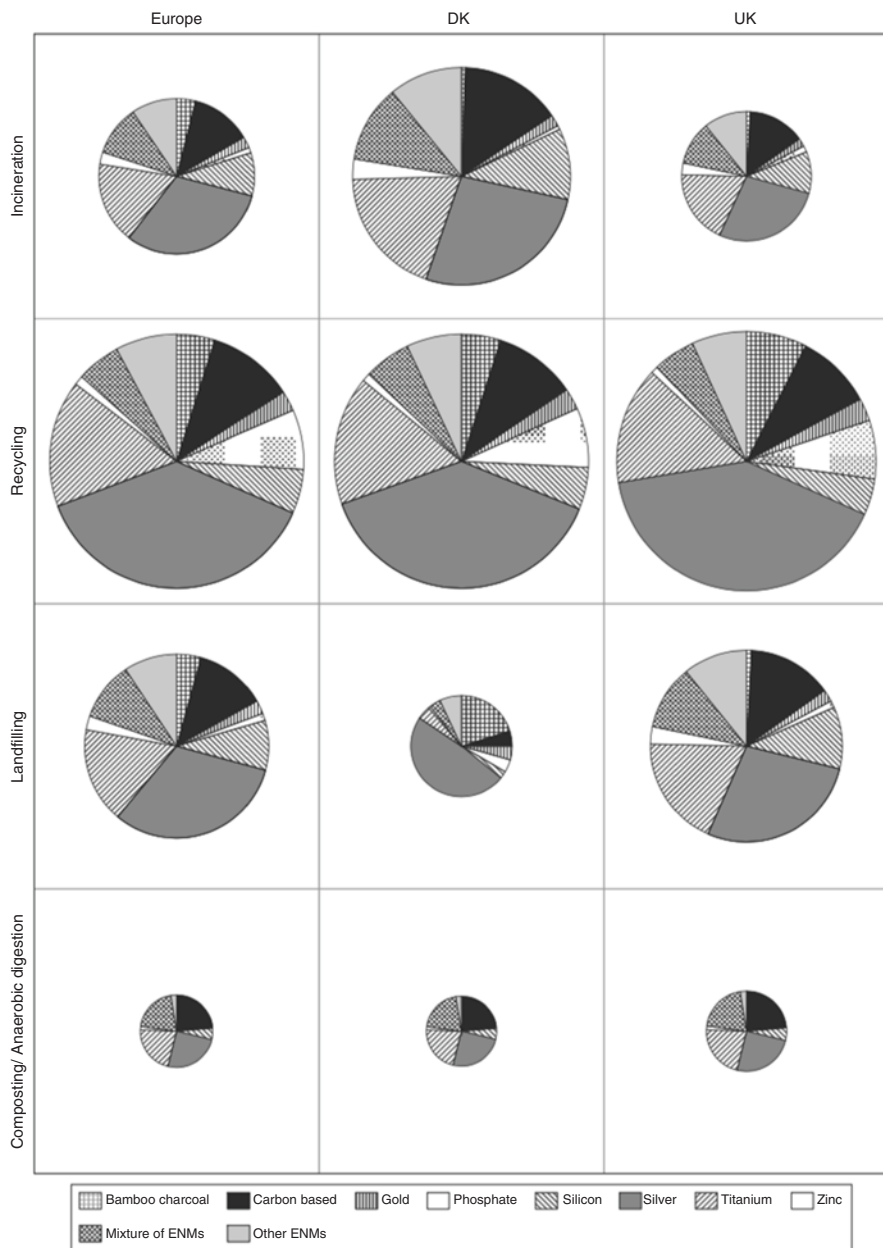 Europe DK UK
Incineration
Recycling
Landfilling
Composting/ Anaerobic digestion
Bamboo charcoal Carbon based Gold Phosphate Silicon Silver Titanium Zinc
Mixture of ENMs Other ENMs